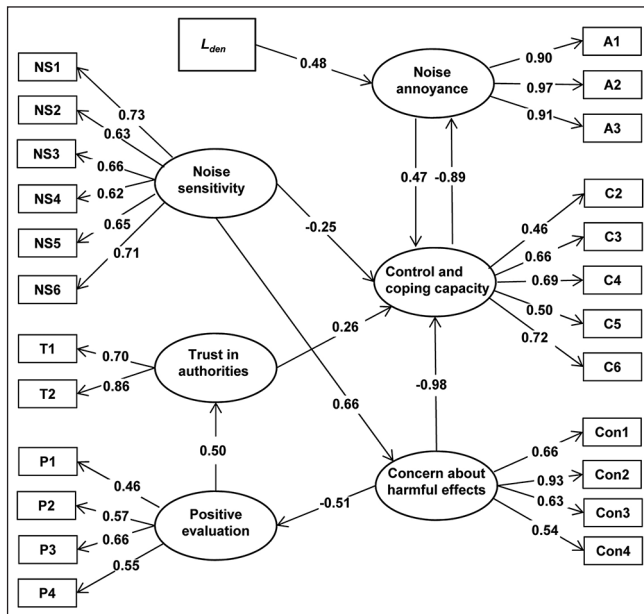 L_den
0.48
Noise
annoyance
0.90
0.97
0.91
A1
A2
A3
NS1
NS2
NS3
NS4
NS5
NS6
0.73
0.63
0.66
0.62
0.65
0.71
Noise
sensitivity
0.47
-0.89
-0.25
Control and
coping capacity
0.46
0.66
0.69
0.50
0.72
C2
C3
C4
C5
C6
T1
T2
0.70
0.86
Trust in
authorities
0.26
0.66
-0.98
0.50
P1
P2
P3
P4
0.46
0.57
0.66
0.55
Positive
evaluation
-0.51
Concern about
harmful effects
0.66
0.93
0.63
0.54
Con1
Con2
Con3
Con4